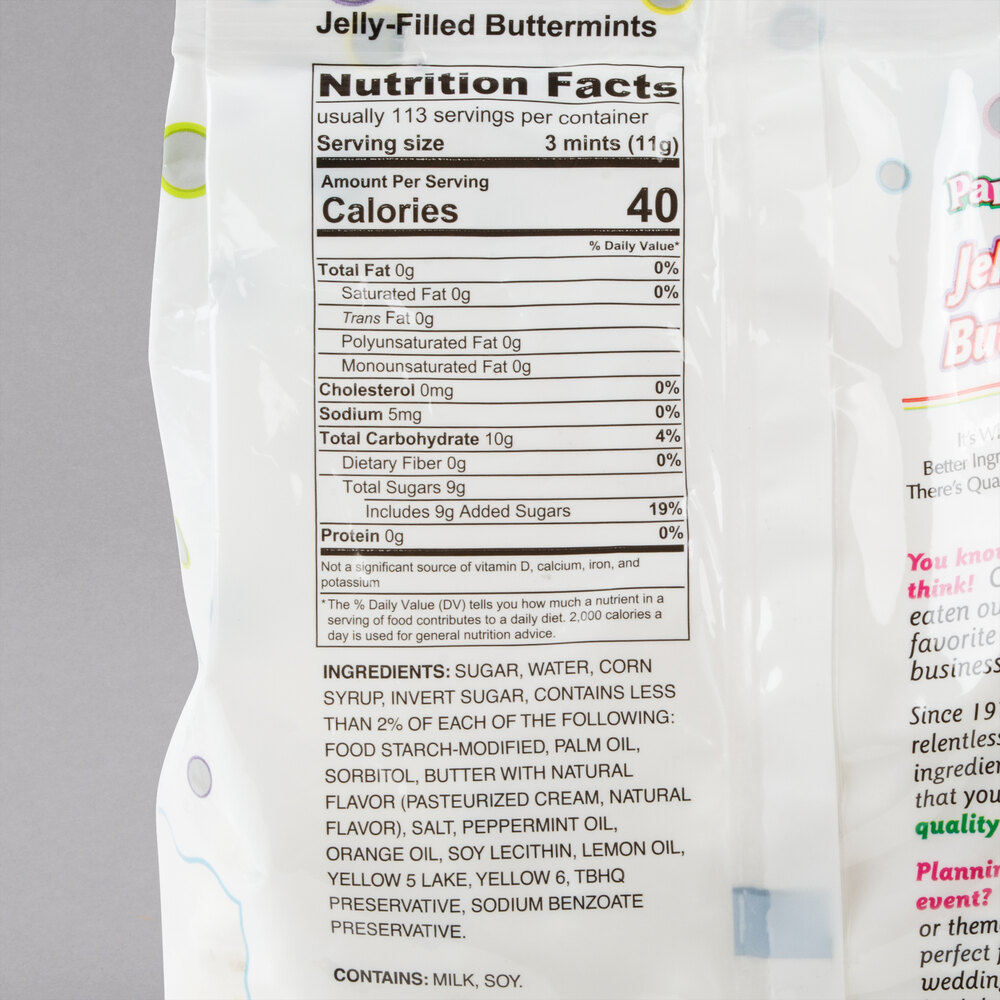 Jelly-Filled Buttermints
Nutrition Facts
usually 113 servings per container
Serving size 3 mints (11g)
Amount Per Serving
Calories 40
% Daily Value*
Total Fat 0g 0%
Saturated Fat 0g 0%
Trans Fat 0g
Polyunsaturated Fat 0g
Monounsaturated Fat 0g
Cholesterol 0mg 0%
Sodium 5mg 0%
Total Carbohydrate 10g 4%
Dietary Fiber 0g 0%
Total Sugars 9g
Includes 9g Added Sugars 19%
Protein 0g 0%
Not a significant source of vitamin D, calcium, iron, and
potassium
*The % Daily Value (DV) tells you how much a nutrient in a
serving of food contributes to a daily diet. 2,000 calories a
day is used for general nutrition advice.
INGREDIENTS: SUGAR, WATER, CORN
SYRUP, INVERT SUGAR, CONTAINS LESS
THAN 2% OF EACH OF THE FOLLOWING:
FOOD STARCH-MODIFIED, PALM OIL,
SORBITOL, BUTTER WITH NATURAL
FLAVOR (PASTEURIZED CREAM, NATURAL
FLAVOR), SALT, PEPPERMINT OIL,
ORANGE OIL, SOY LECITHIN, LEMON OIL,
YELLOW 5 LAKE, YELLOW 6, TBHQ
PRESERVATIVE, SODIUM BENZOATE
PRESERVATIVE.
CONTAINS: MILK, SOY.
It's
Better
There's
You
think!
eaten
favorite
business
Since
that you
quality
event?
or
perfect